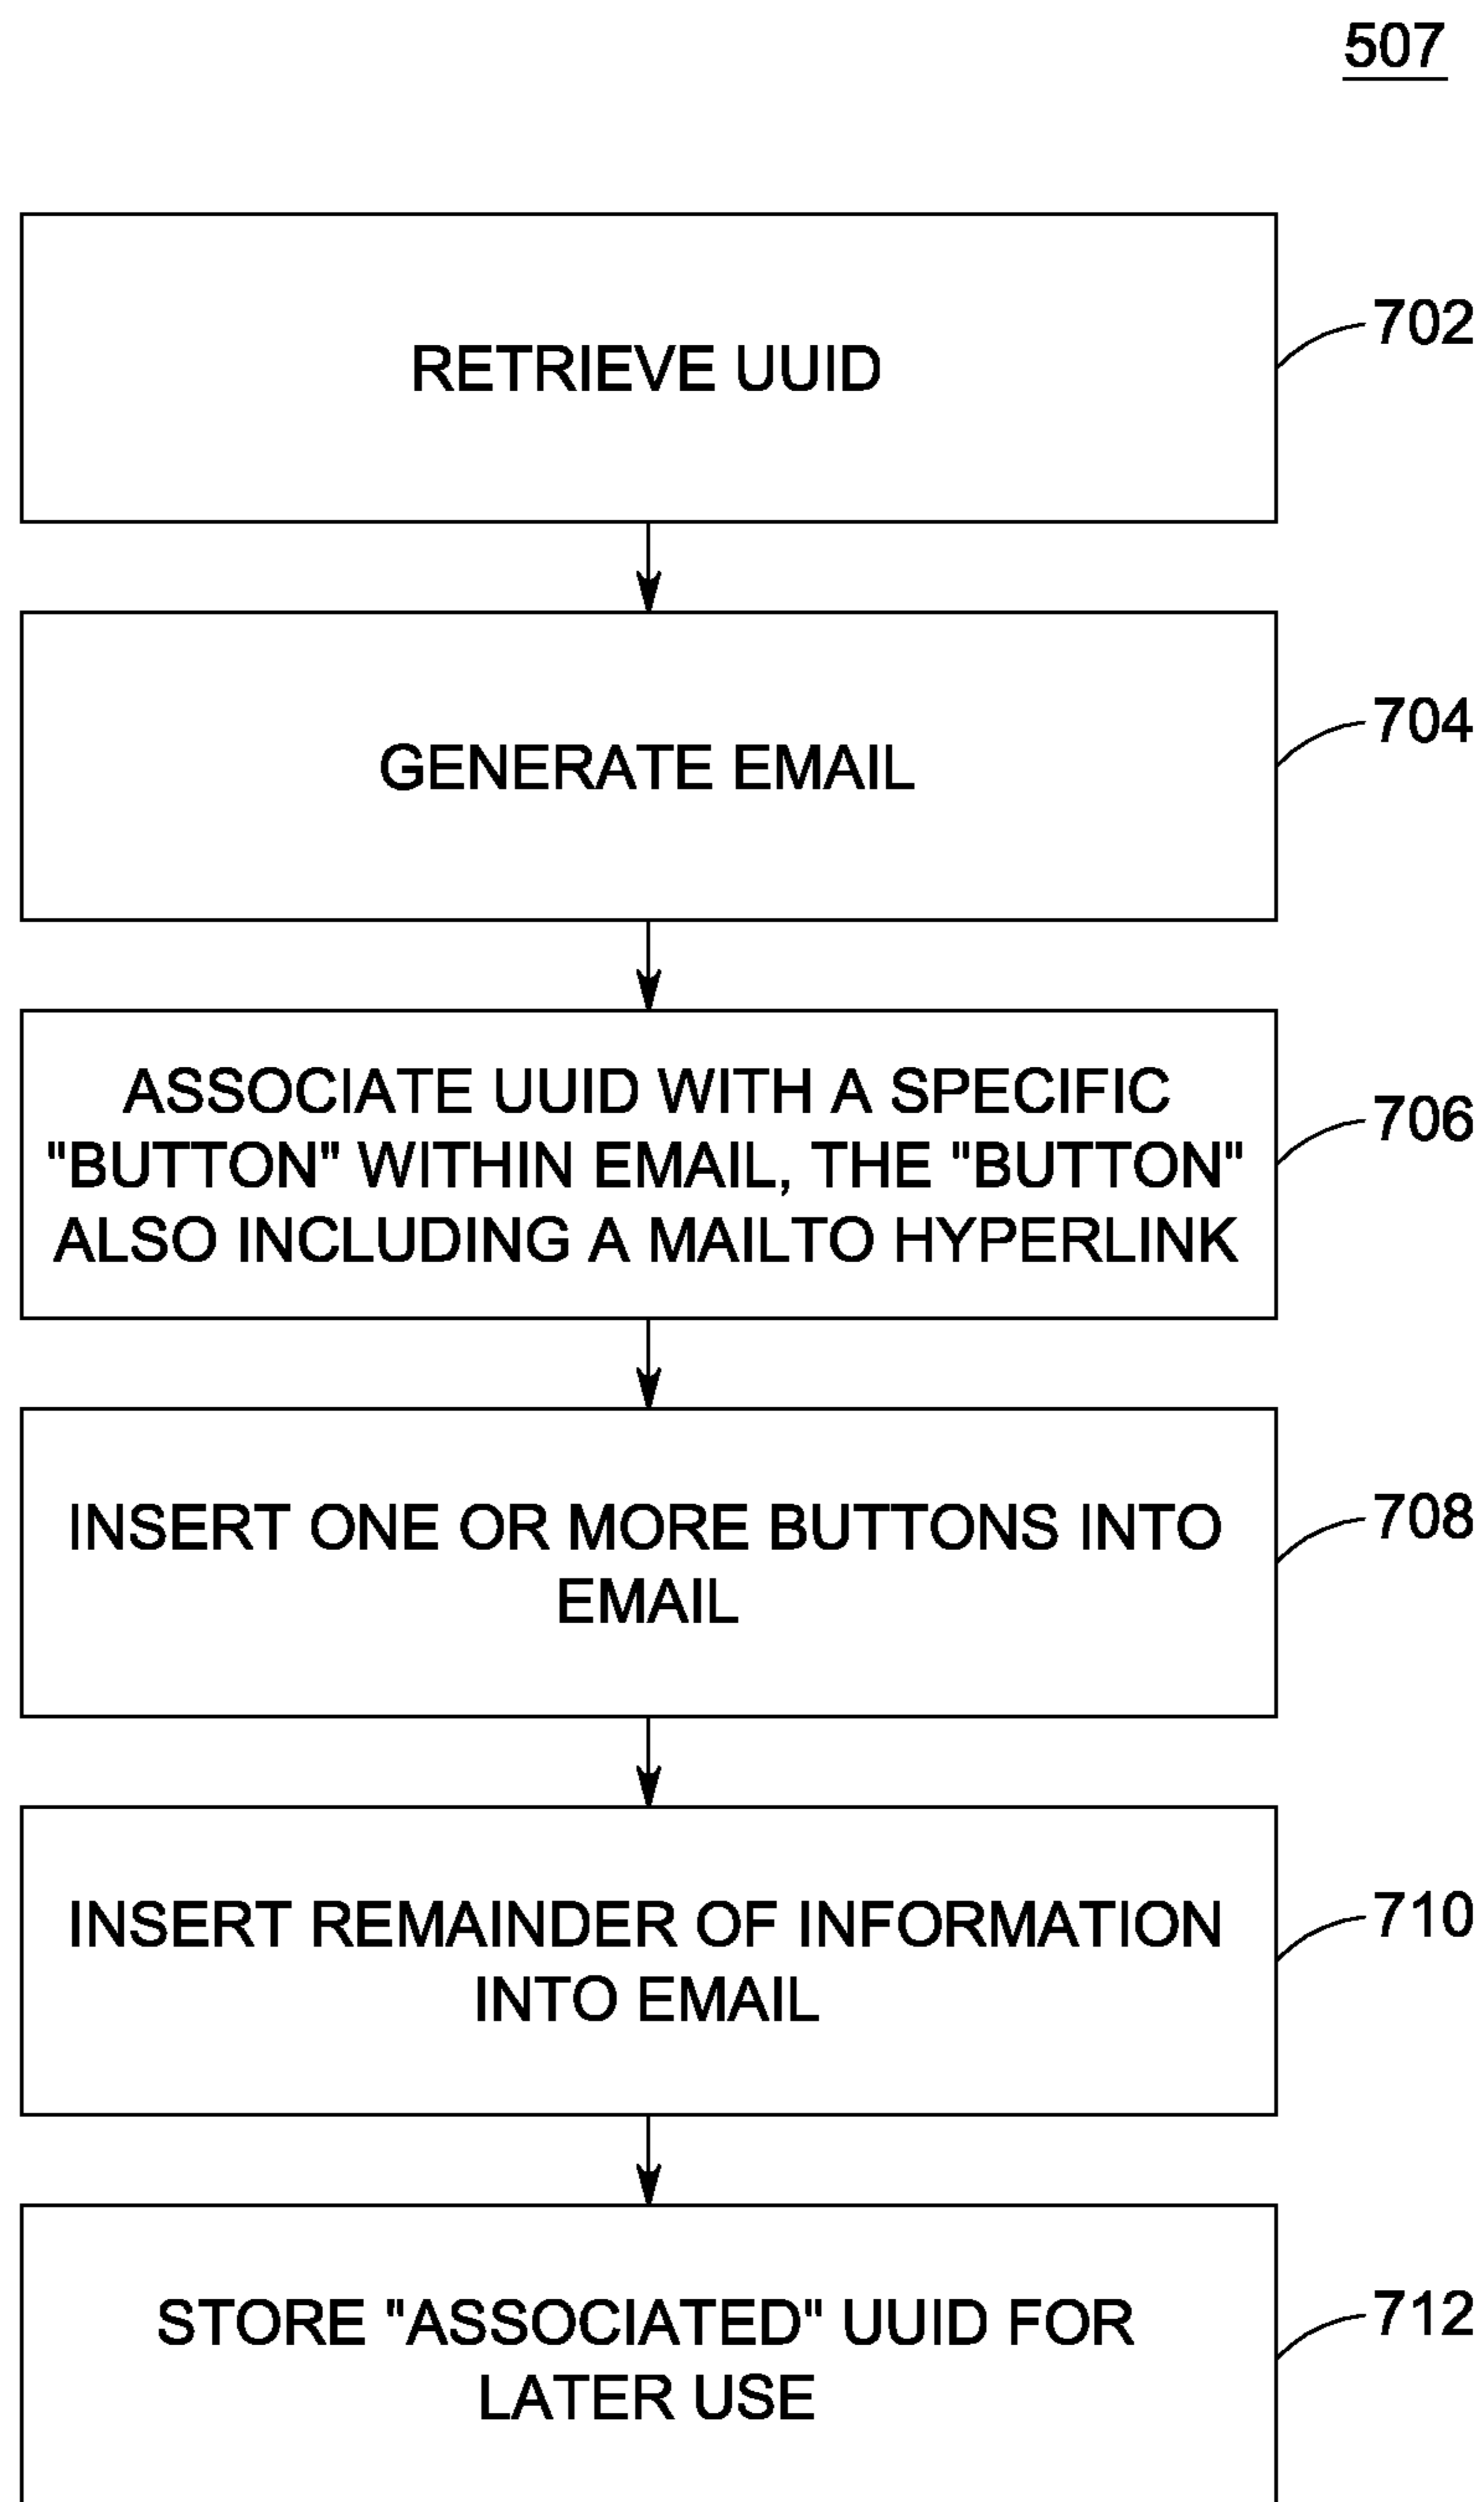 507
RETRIEVE UUID
702
GENERATE EMAIL
704
ASSOCIATE UUID WITH A SPECIFIC
"BUTTON" WITHIN EMAIL, THE "BUTTON"
ALSO INCLUDING A MAILTO HYPERLINK
706
INSERT ONE OR MORE BUTTONS INTO
EMAIL
708
INSERT REMAINDER OF INFORMATION
INTO EMAIL
710
STORE "ASSOCIATED" UUID FOR
LATER USE
712